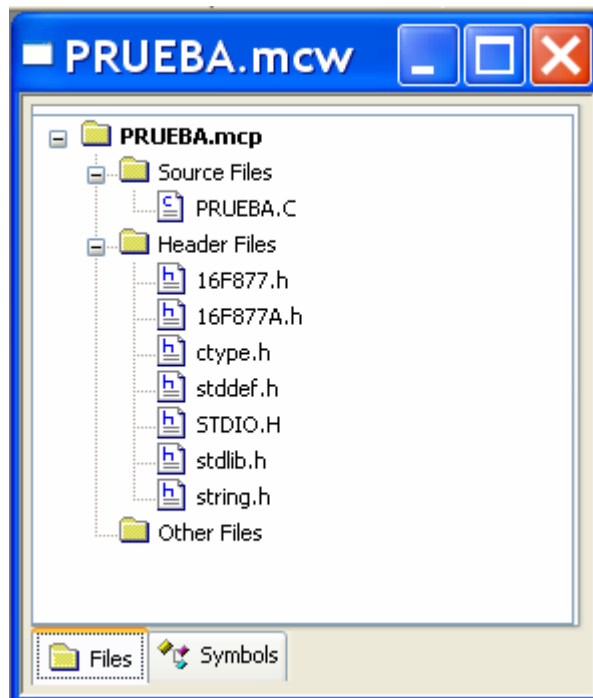 PRUEBA.mcw
PRUEBA.mcp
Source Files
PRUEBA.C
Header Files
16F877.h
16F877A.h
ctype.h
stddef.h
STDIO.H
stdlib.h
string.h
Other Files
Files Symbols